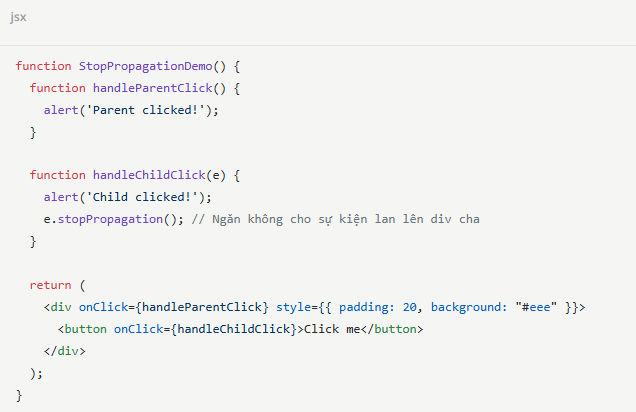 jsx
function StopPropagationDemo() {
function handleParentClick() {
alert('Parent clicked!');
}
function handleChildClick(e) {
alert('Child clicked!');
e.stopPropagation(); // Ngăn không cho sự kiện lan lên div cha
}
return (
<div onClick={handleParentClick} style={{ padding: 20, background: "#eee" }}>
<button onClick={handleChildClick}>Click me</button>
</div>
);
}